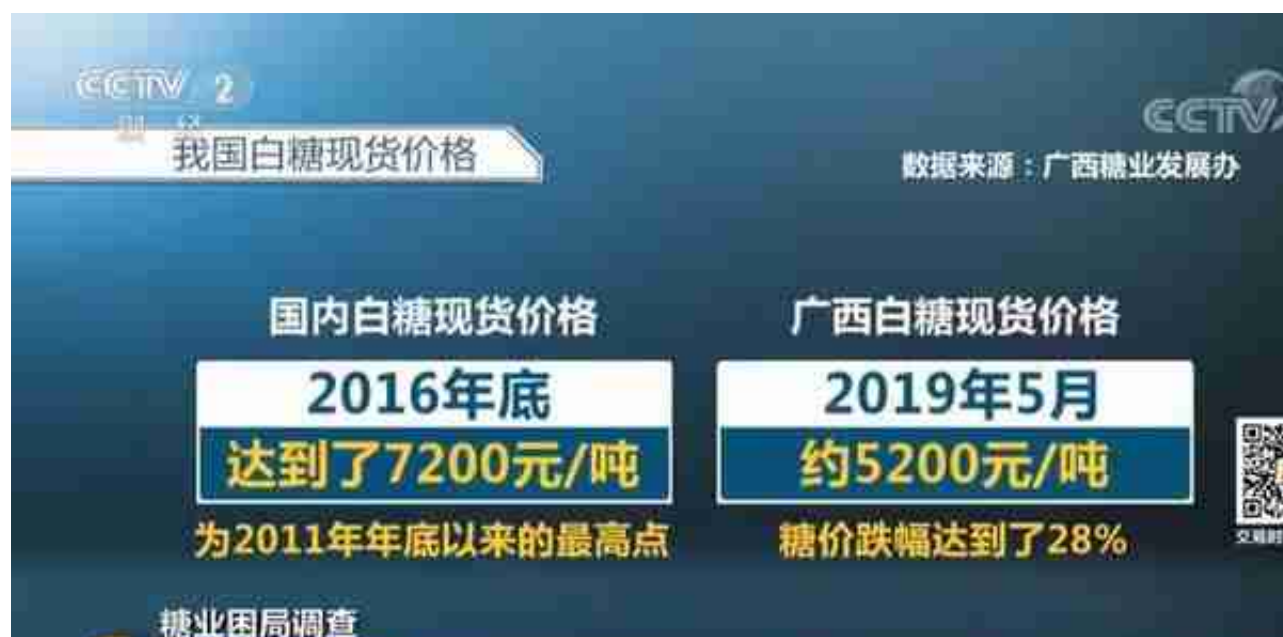 CCTV 2
财 经
CCTV
我国白糖现货价格
数据来源：广西糖业发展办
国内白糖现货价格
2016年底
达到了7200元/吨
为2011年年底以来的最高点
广西白糖现货价格
2019年5月
约5200元/吨
糖价跌幅达到了28%
交易时
糖业困局调查